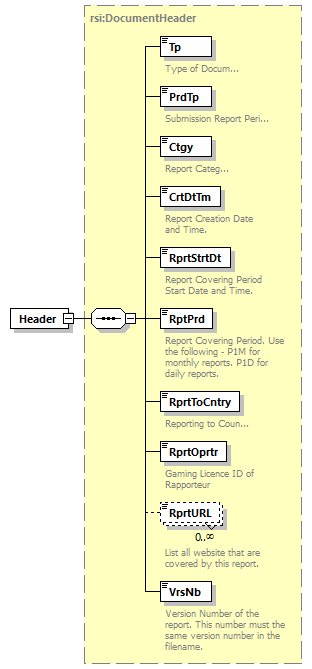 rsi:DocumentHeader
Tp
Type of Docum...
PrdTp
Submission Report Peri...
Ctgy
Report Categ...
CrtDtTm
Report Creation Date
and Time.
RprtStrtDt
Report Covering Period
Start Date and Time.
Header
RptPrd
Report Covering Period. Use
the following - P1M for
monthly reports. P1D for
daily reports.
RprtToCntry
Reporting to Coun...
RprtOprtr
Gaming Licence ID of
Rapporteur
RprtURL
0..∞
List all website that are
covered by this report.
VrsNb
Version Number of the
report. This number must the
same version number in the
filename.